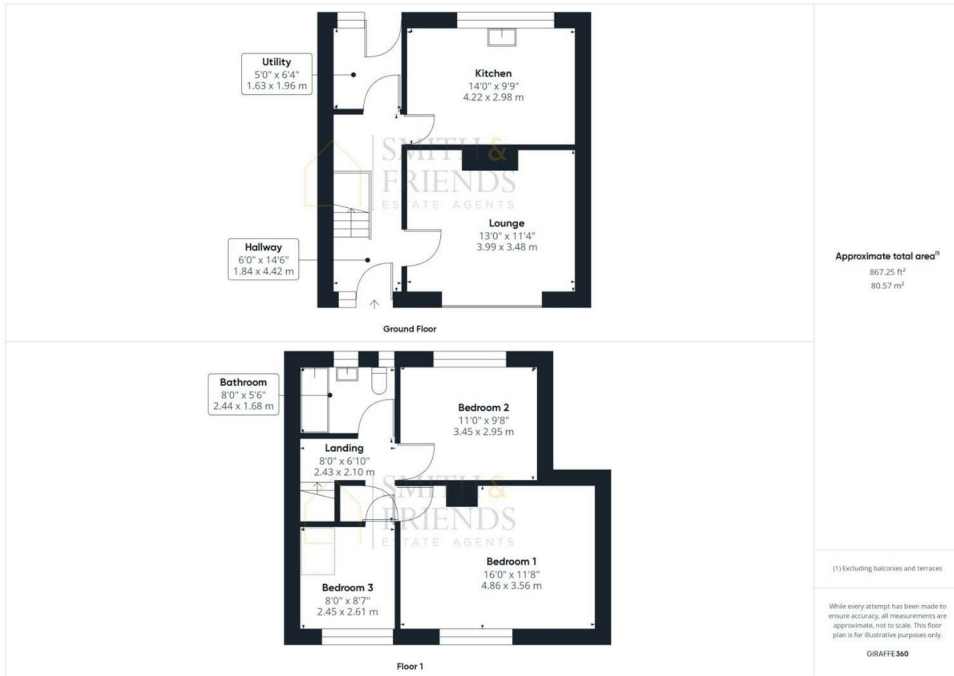 Utility
5'0" x 6'4"
1.63 x 1.96 m
Kitchen
14'0" x 9'9"
4.22 x 2.98 m
SMITH &
FRIENDS
ESTATE AGENTS
Lounge
13'0" x 11'4"
3.99 x 3.48 m
Hallway
6'0" x 14'6"
1.84 x 4.42 m
Ground Floor
Approximate total area(1)
867.25 ft²
80.57 m²
Bathroom
8'0" x 5'6"
2.44 x 1.68 m
Bedroom 2
11'0" x 9'8"
3.45 x 2.95 m
Landing
8'0" x 6'10"
2.43 x 2.10 m
SMITH &
FRIENDS
ESTATE AGENTS
Bedroom 1
16'0" x 11'8"
4.86 x 3.56 m
Bedroom 3
8'0" x 8'7"
2.45 x 2.61 m
Floor 1
(1) Excluding balconies and terraces
While every attempt has been made to
ensure accuracy, all measurements are
approximate, not to scale. This floor
plan is for illustrative purposes only.
GIRAFFE360